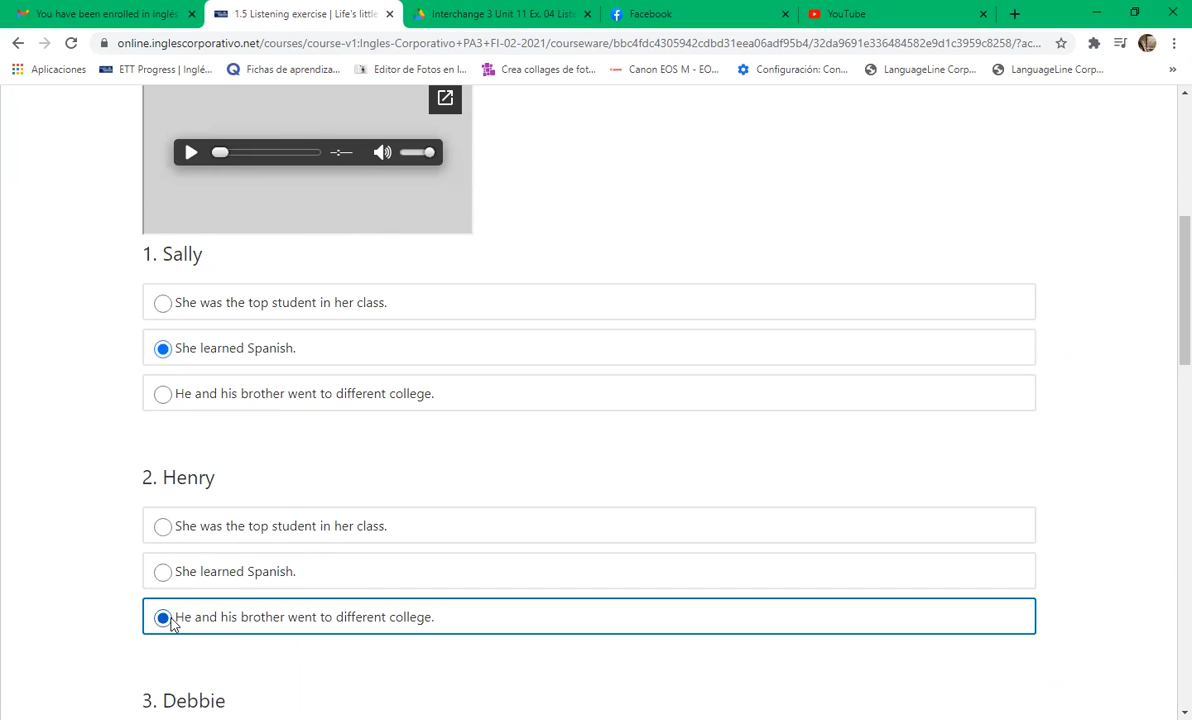 You have been enrolled in Inglés
1.5 Listening exercise | Life's little
Interchange 3 Unit 11 Ex. 04 Liste
Facebook
YouTube
online.inglescorporativo.net/courses/course-v1:Ingles-Corporativo+PA3+FI-02-2021/courseware/bbc4fdc4305942cdbd31eea06adf95b4/32da9691e336484582e9d1c3959c8258/?ac...
Aplicaciones
ETT Progress | Inglé...
Fichas de aprendiza...
Editor de Fotos en l...
Crea collages de fot...
Canon EOS M - EO...
Configuración: Con...
LanguageLine Corp...
LanguageLine Corp...
1. Sally
She was the top student in her class.
She learned Spanish.
He and his brother went to different college.
2. Henry
She was the top student in her class.
She learned Spanish.
He and his brother went to different college.
3. Debbie